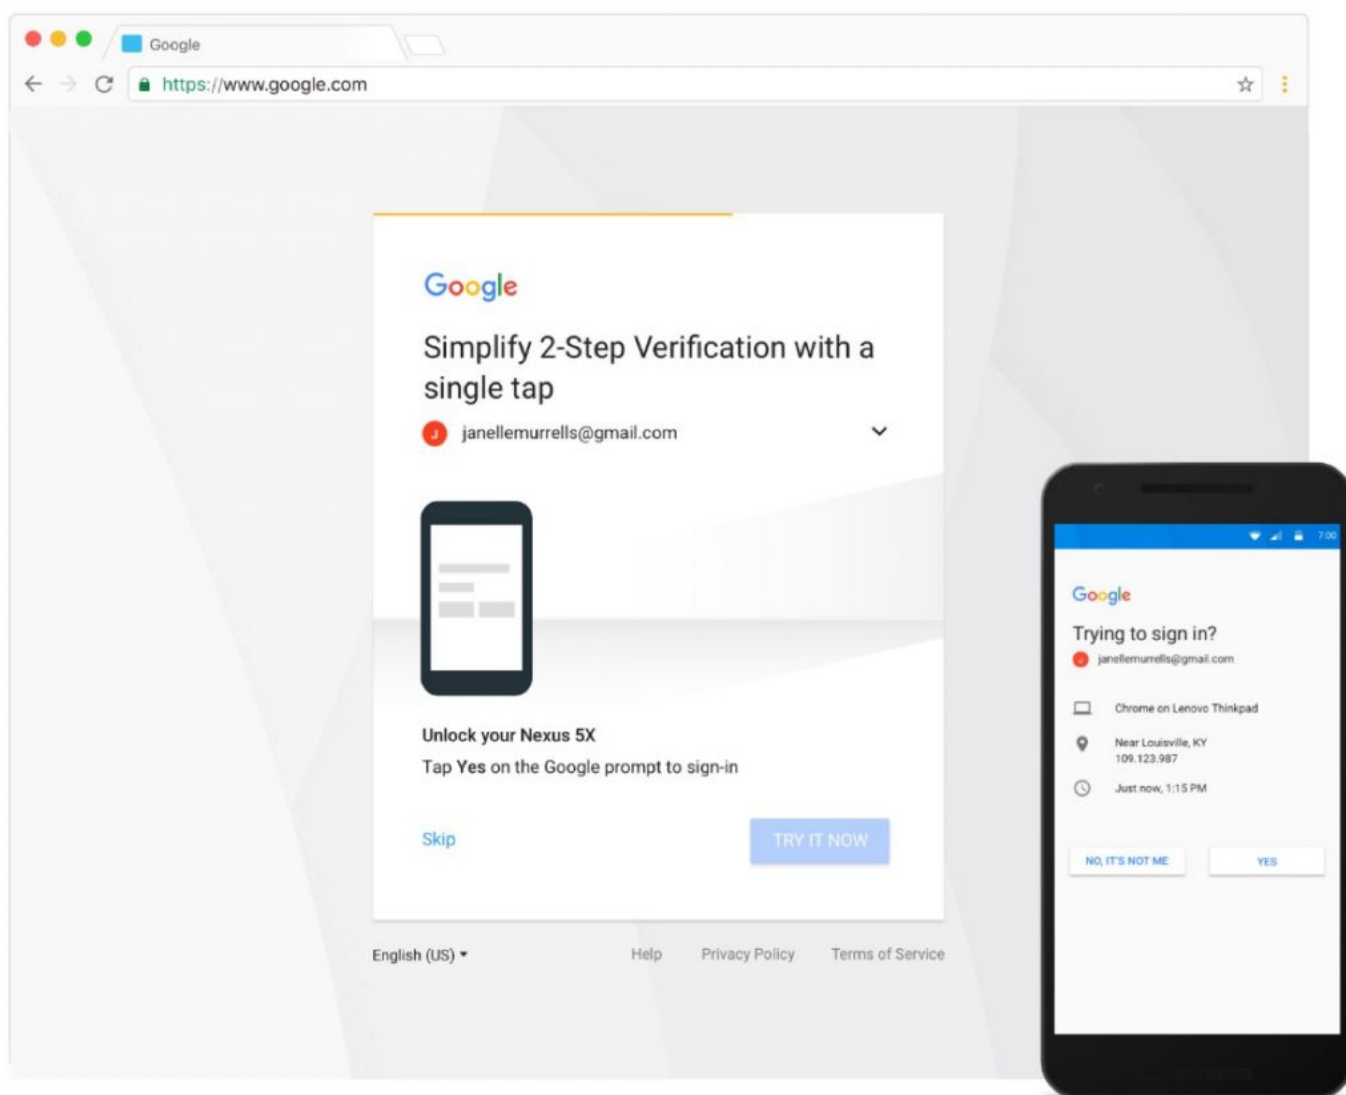 Google
https://www.google.com
Google
Simplify 2-Step Verification with a
single tap
J janellemurrells@gmail.com
Unlock your Nexus 5X
Tap Yes on the Google prompt to sign-in
Skip
TRY IT NOW
English (US)
Help
Privacy Policy
Terms of Service
7:00
Google
Trying to sign in?
J janellemurrells@gmail.com
Chrome on Lenovo Thinkpad
Near Louisville, KY
109.123.987
Just now, 1:15 PM
NO, IT'S NOT ME
YES